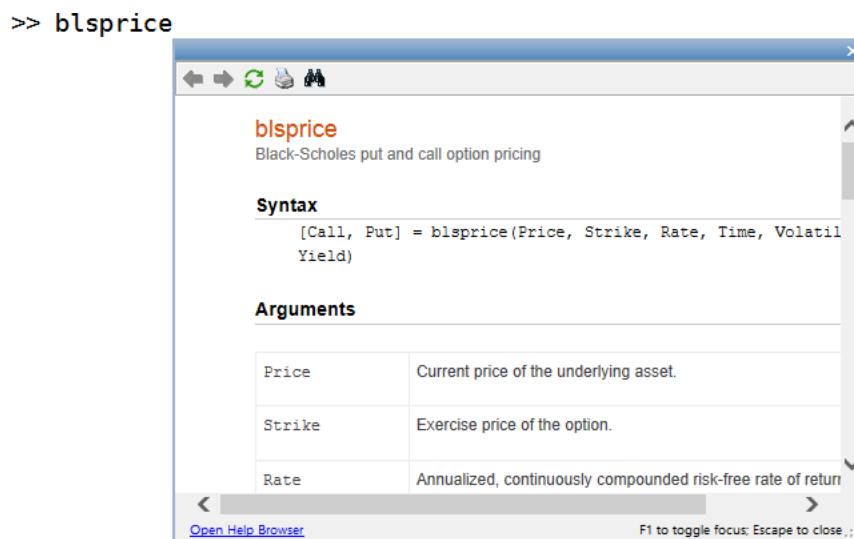 >> blsprice
blsprice
Black-Scholes put and call option pricing
Syntax
[Call, Put] = blsprice(Price, Strike, Rate, Time, Volatil
Yield)
Arguments
Price Current price of the underlying asset.
Strike Exercise price of the option.
Rate Annualized, continuously compounded risk-free rate of return
Open Help Browser F1 to toggle focus; Escape to close